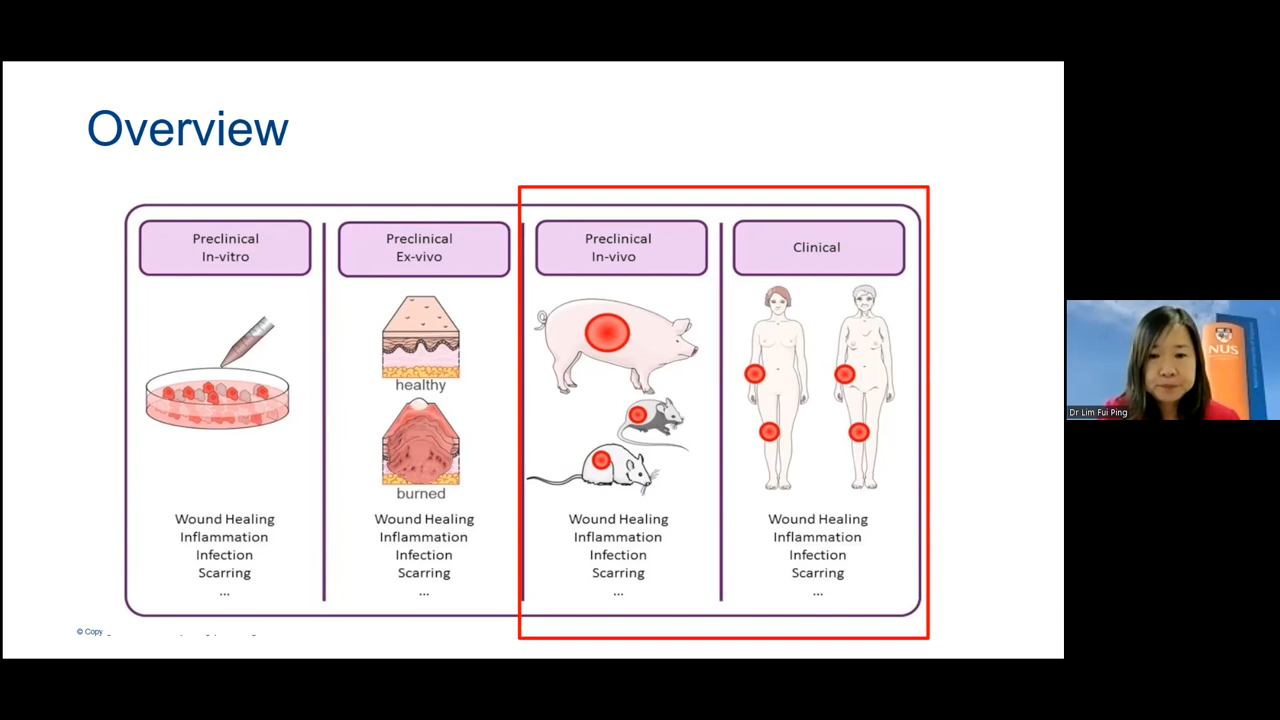 Overview
Preclinical
In-vitro
Preclinical
Ex-vivo
Preclinical
In-vivo
Clinical
healthy
burned
Wound Healing
Inflammation
Infection
Scarring
...
Wound Healing
Inflammation
Infection
Scarring
...
Wound Healing
Inflammation
Infection
Scarring
...
Wound Healing
Inflammation
Infection
Scarring
...
© Copy
NUS
Dr Lim Fui Ping